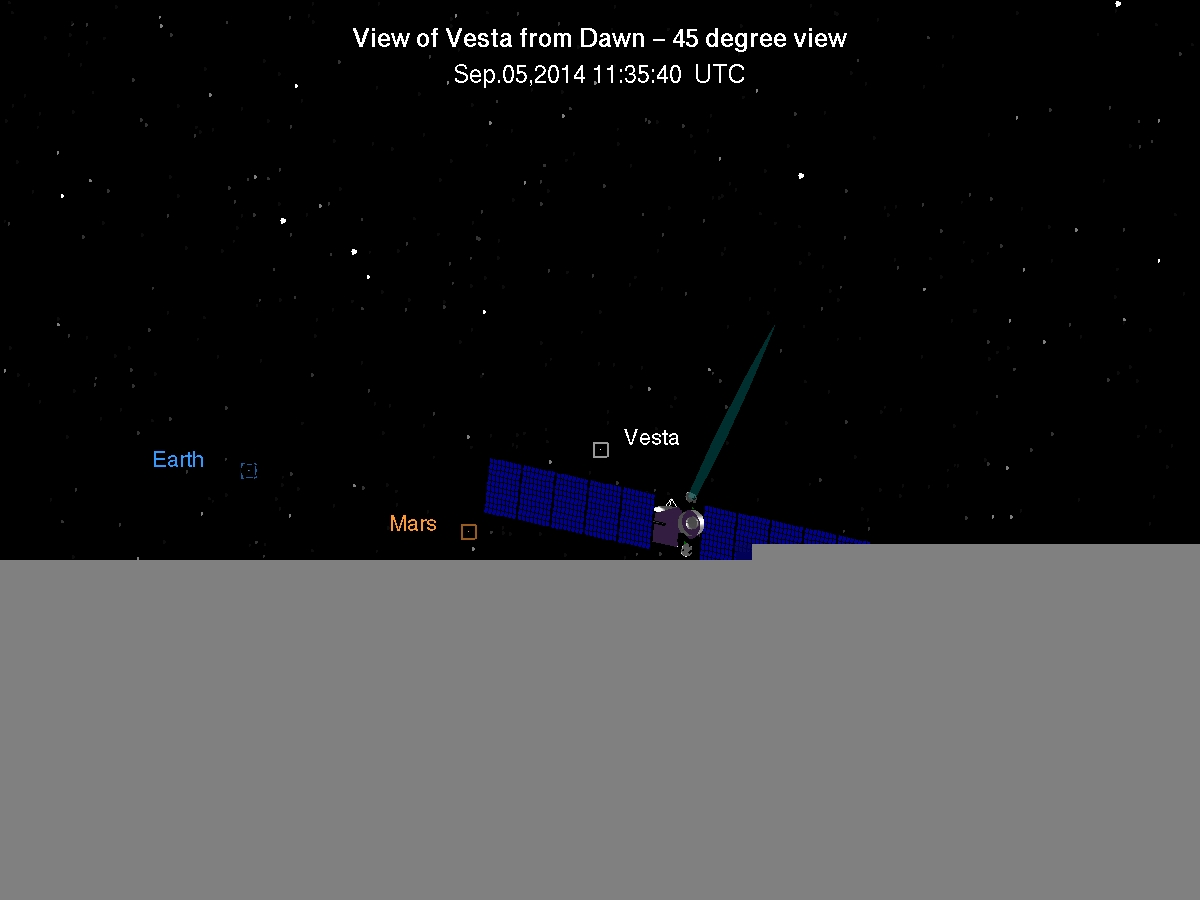 View of Vesta from Dawn – 45 degree view
Sep.05,2014 11:35:40 UTC
Vesta
Earth
Mars